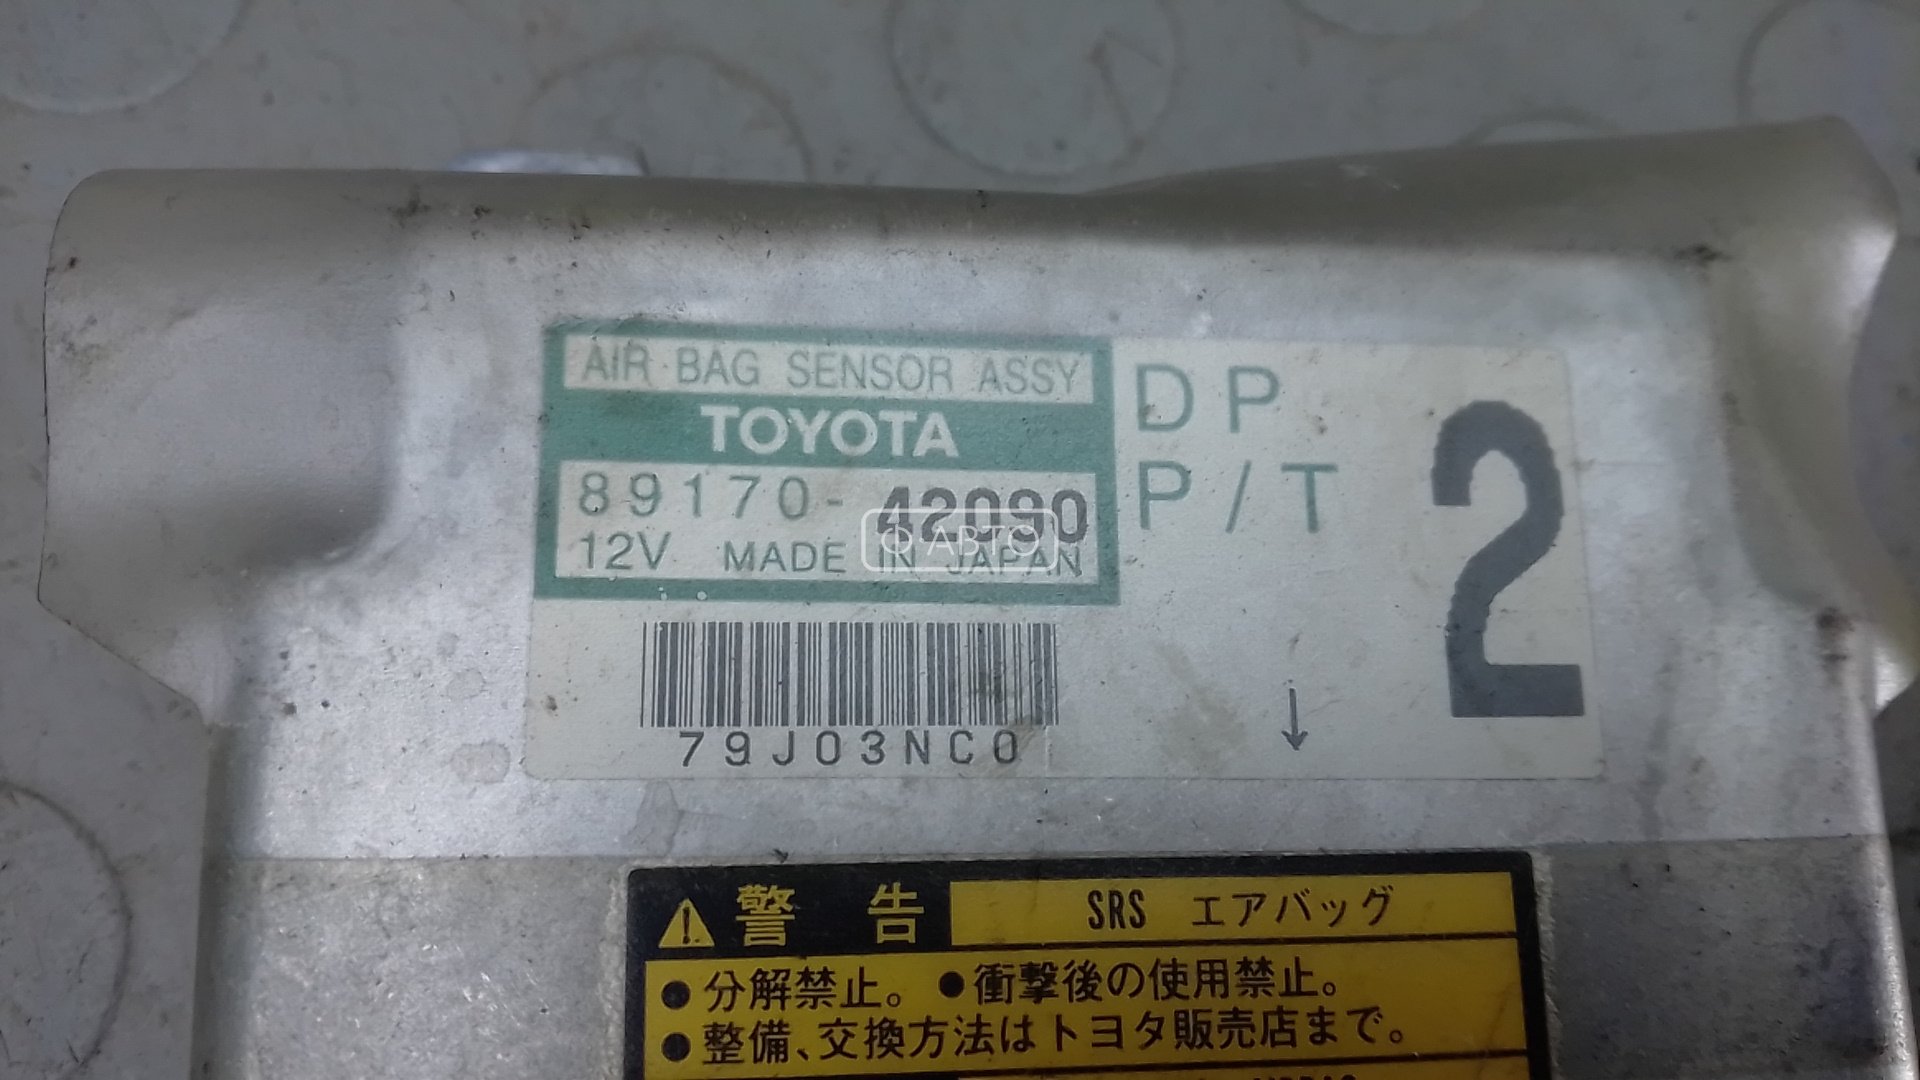 AIR BAG SENSOR ASSY
TOYOTA
89170-42090
12V MADE IN JAPAN
DP
P/T
2
ABTO
79J03NC0
↓
警告 SRS エアバッグ
●分解禁止。 ●衝撃後の使用禁止。
●整備、交換方法はトヨタ販売店まで。